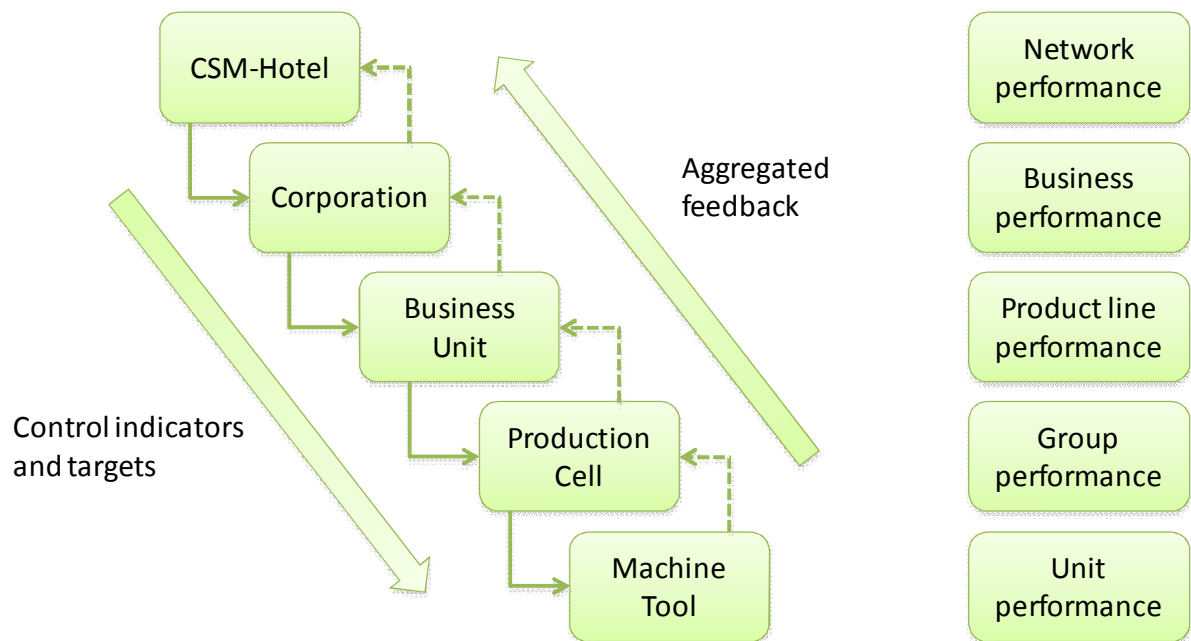 CSM-Hotel
Corporation
Business
Unit
Production
Cell
Machine
Tool
Aggregated
feedback
Control indicators
and targets
Network
performance
Business
performance
Product line
performance
Group
performance
Unit
performance